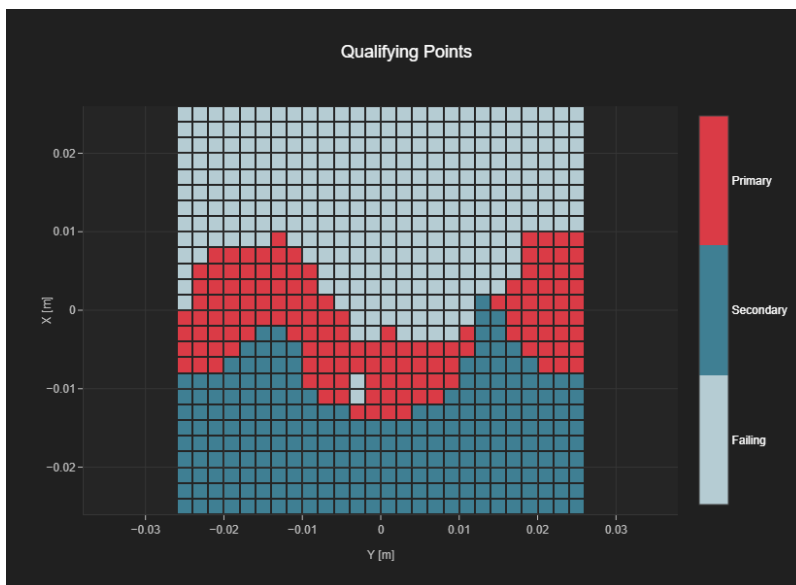 Qualifying Points
0.02
0.01
0
−0.01
−0.02
X [m]
−0.03
−0.02
−0.01
0
0.01
0.02
0.03
Y [m]
Primary
Secondary
Failing